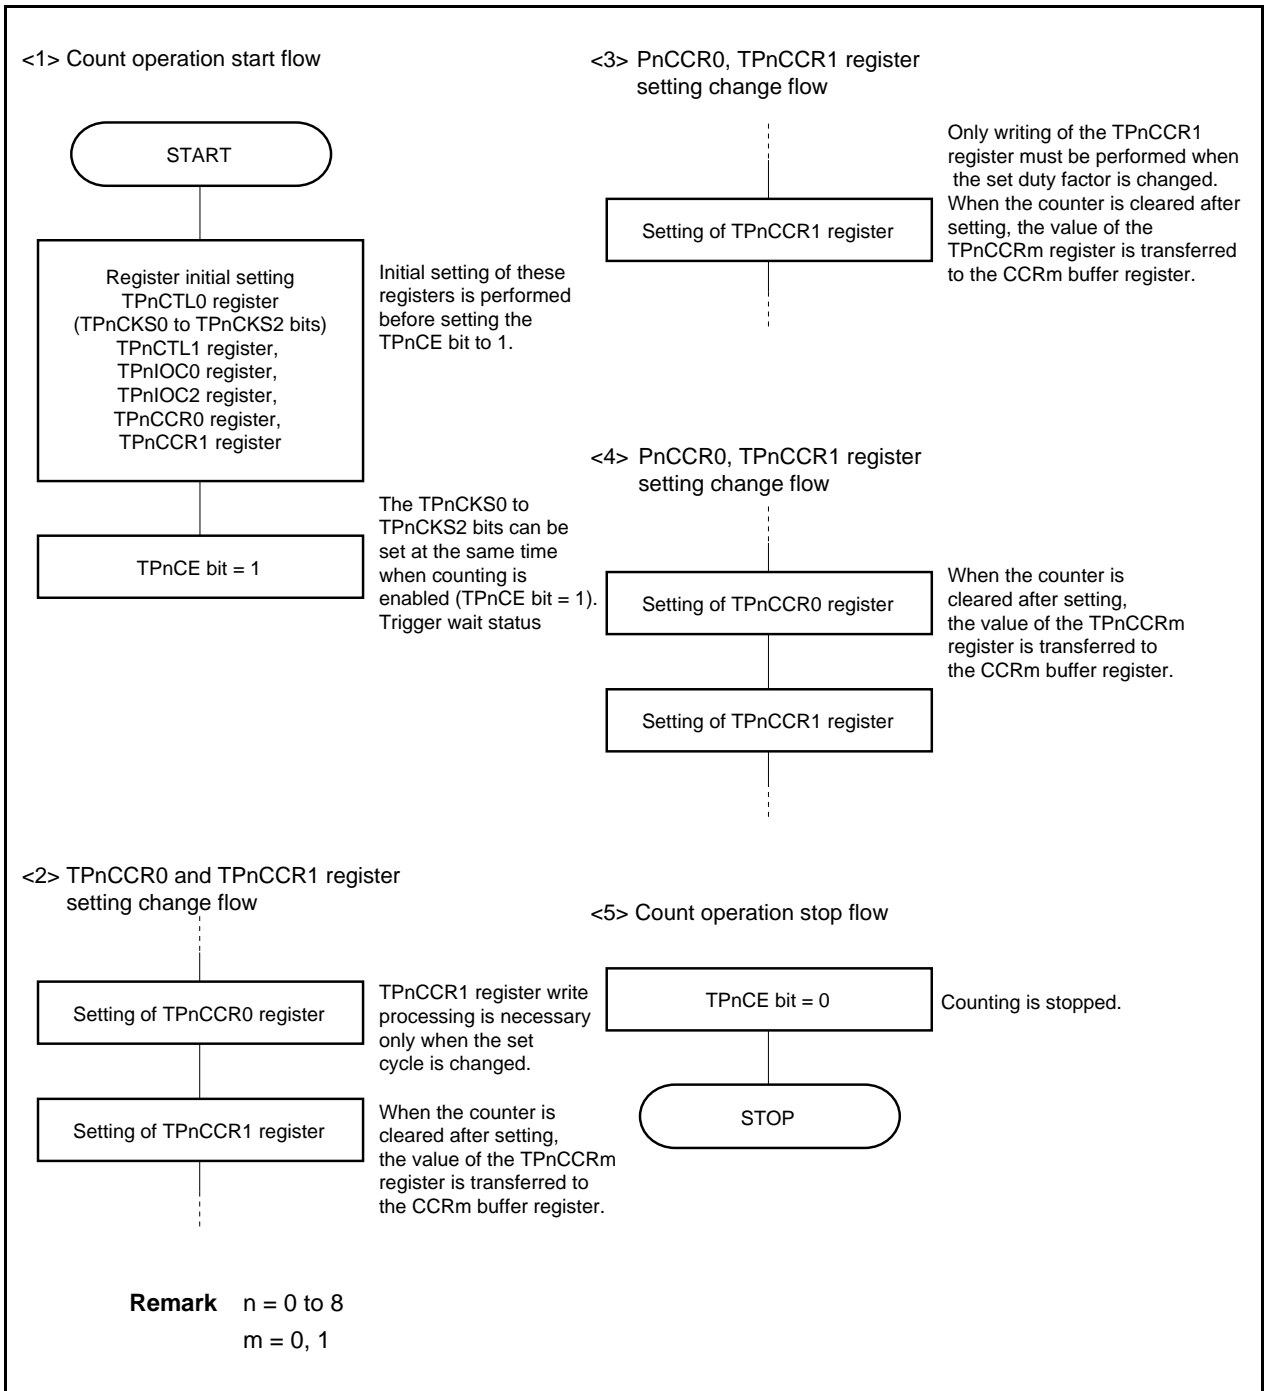 <1> Count operation start flow
START
Register initial setting
TPnCTL0 register
(TPnCKS0 to TPnCKS2 bits)
TPnCTL1 register,
TPnIOC0 register,
TPnIOC2 register,
TPnCCR0 register,
TPnCCR1 register
Initial setting of these
registers is performed
before setting the
TPnCE bit to 1.
TPnCE bit = 1
The TPnCKS0 to
TPnCKS2 bits can be
set at the same time
when counting is
enabled (TPnCE bit = 1).
Trigger wait status
<2> TPnCCR0 and TPnCCR1 register
setting change flow
Setting of TPnCCR0 register
TPnCCR1 register write
processing is necessary
only when the set
cycle is changed.
Setting of TPnCCR1 register
When the counter is
cleared after setting,
the value of the TPnCCRm
register is transferred to
the CCRm buffer register.
<3> PnCCR0, TPnCCR1 register
setting change flow
Setting of TPnCCR1 register
Only writing of the TPnCCR1
register must be performed when
the set duty factor is changed.
When the counter is cleared after
setting, the value of the
TPnCCRm register is transferred
to the CCRm buffer register.
<4> PnCCR0, TPnCCR1 register
setting change flow
Setting of TPnCCR0 register
When the counter is
cleared after setting,
the value of the TPnCCRm
register is transferred to
the CCRm buffer register.
Setting of TPnCCR1 register
<5> Count operation stop flow
TPnCE bit = 0
Counting is stopped.
STOP
Remark n = 0 to 8
m = 0, 1